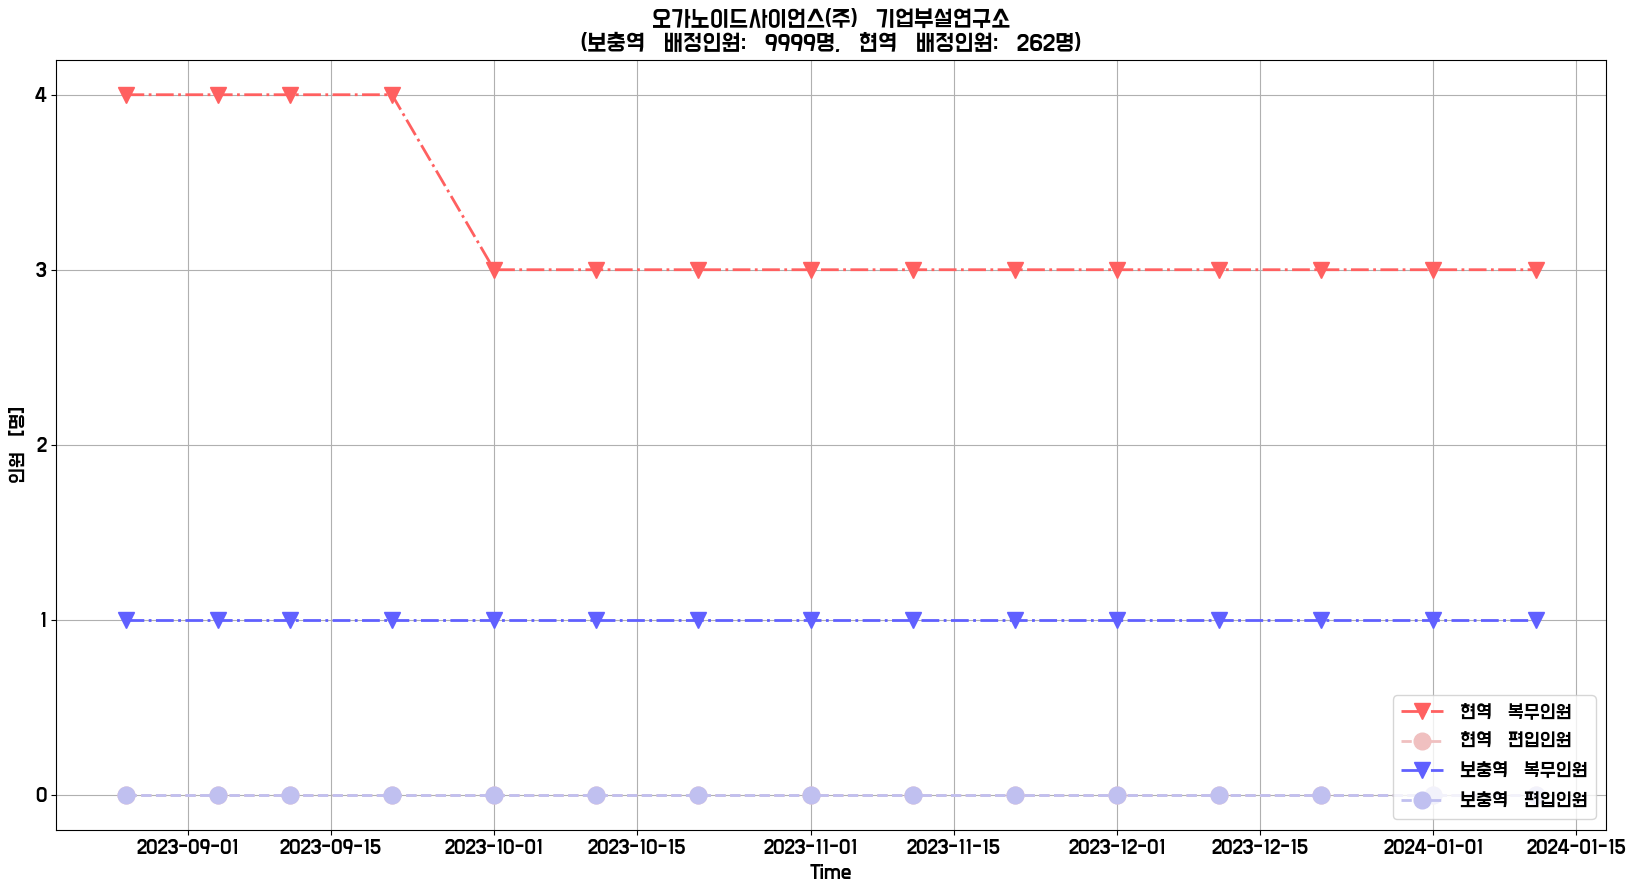 오가노이드사이언스(주) 기업부설연구소
(보충역 배정인원: 9999명, 현역 배정인원: 262명)
인원 [명]
4
3
2
1
0
현역 복무인원
현역 편입인원
보충역 복무인원
보충역 편입인원
2023-09-01 2023-09-15 2023-10-01 2023-10-15 2023-11-01 2023-11-15 2023-12-01 2023-12-15 2024-01-01 2024-01-15
Time